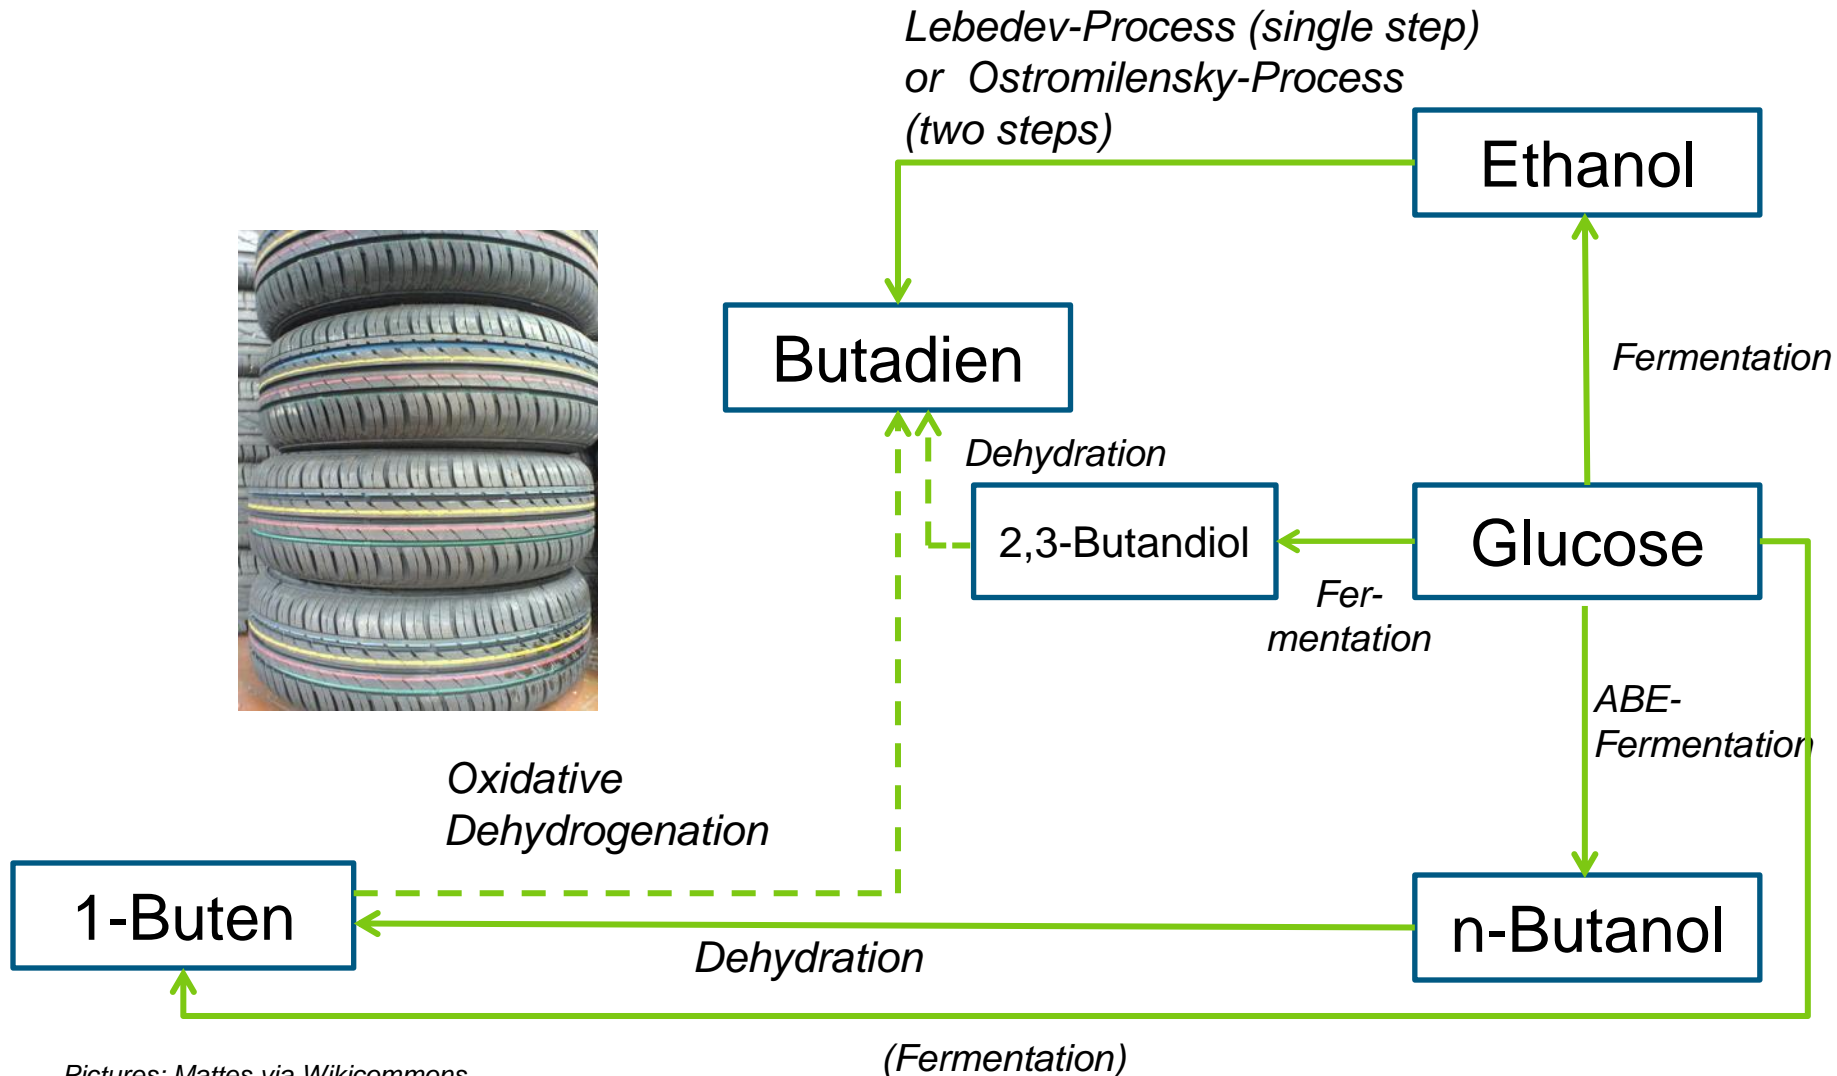 Lebedev-Process (single step)
or Ostromilensky-Process
(two steps)
Ethanol
Butadien
Fermentation
Dehydration
2,3-Butandiol
Glucose
Fer-
mentation
ABE-
Fermentation
Oxidative
Dehydrogenation
1-Buten
n-Butanol
Dehydration
(Fermentation)
Pictures: Mattes via Wikicommons